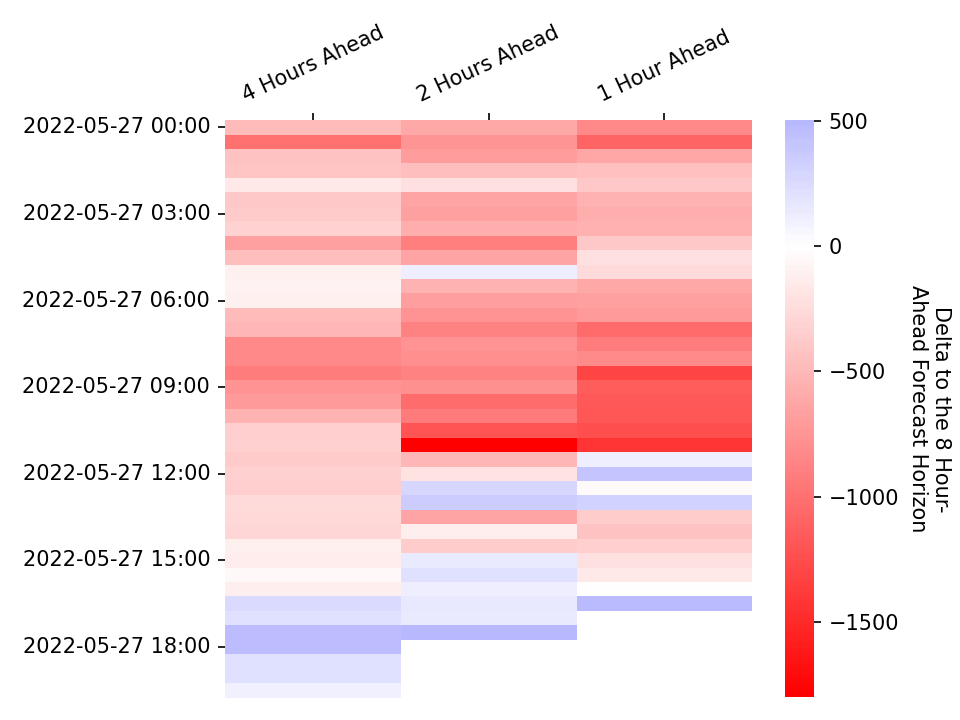 4 Hours Ahead
2 Hours Ahead
1 Hour Ahead
2022-05-27 00:00
2022-05-27 03:00
2022-05-27 06:00
2022-05-27 09:00
2022-05-27 12:00
2022-05-27 15:00
2022-05-27 18:00
500
0
−500
−1000
−1500
Delta to the 8 Hour-
Ahead Forecast Horizon